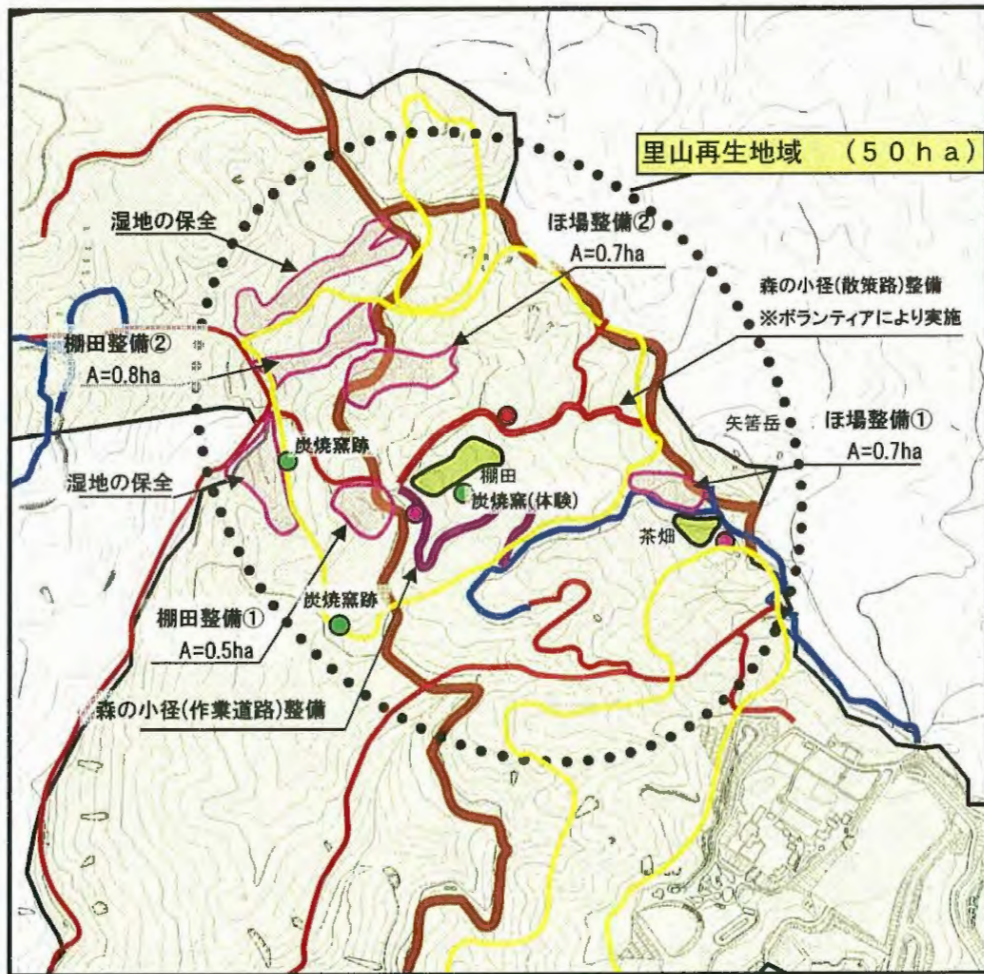 里山再生地域 (50ha)
湿地の保全
ほ場整備②
A=0.7ha
森の小径(散策路)整備
※ボランティアにより実施
棚田整備②
A=0.8ha
矢筈岳
ほ場整備①
A=0.7ha
炭焼窯跡
棚田
湿地の保全
炭焼窯(体験)
茶畑
炭焼窯跡
棚田整備①
A=0.5ha
森の小径(作業道路)整備